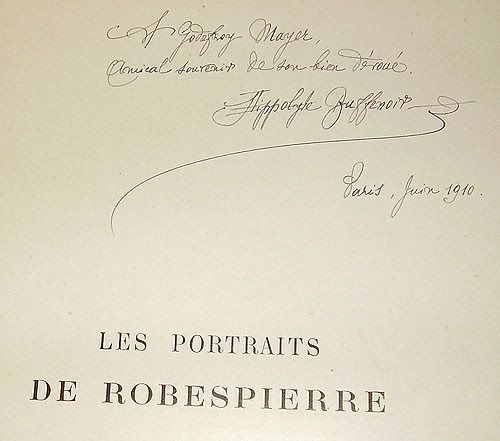 A Godefroy Mayer,
Amical souvenir de son bien dévoué.
Hippolyte Buffenoir
Paris, Juin 1910.
LES PORTRAITS
DE ROBESPIERRE